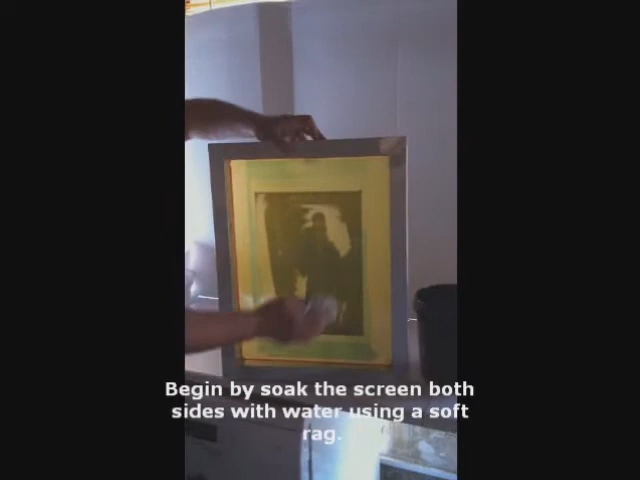 Begin by soak the screen both
sides with water using a soft
rag.